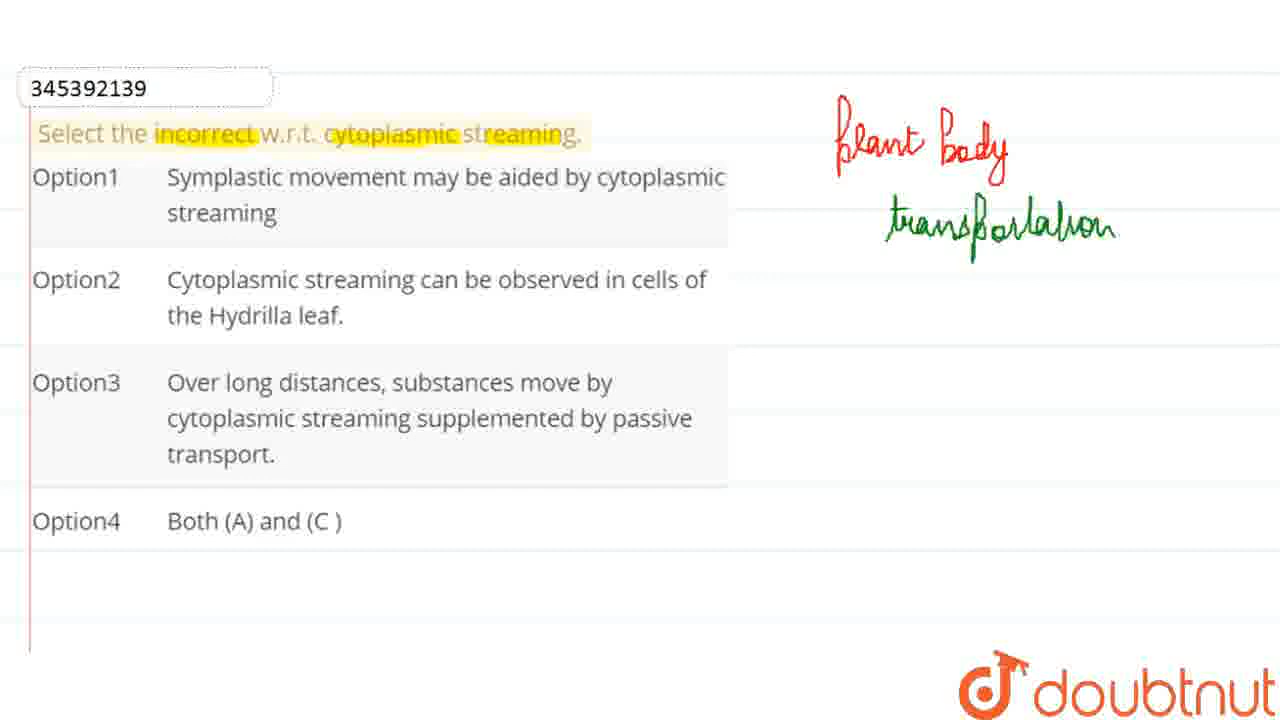 345392139
Select the incorrect w.r.t. cytoplasmic streaming.
Option1 Symplastic movement may be aided by cytoplasmic
streaming
Option2 Cytoplasmic streaming can be observed in cells of
the Hydrilla leaf.
Option3 Over long distances, substances move by
cytoplasmic streaming supplemented by passive
transport.
Option4 Both (A) and (C )
plant body
transportation
doubtnut